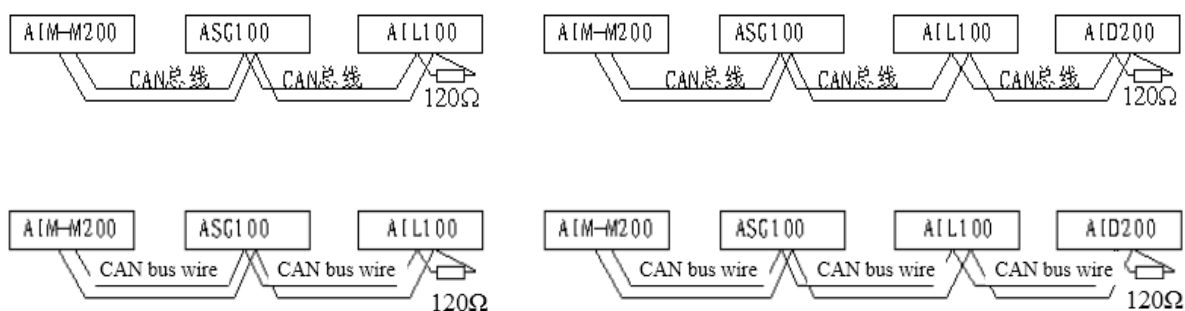 AIM-M200 ASG100 AIL100 AIM-M200 ASG100 AIL100 AID200
CAN总线 CAN总线 CAN总线 CAN总线 CAN总线
120Ω 120Ω
AIM-M200 ASG100 AIL100 AIM-M200 ASG100 AIL100 AID200
CAN bus wire CAN bus wire CAN bus wire CAN bus wire CAN bus wire
120Ω 120Ω